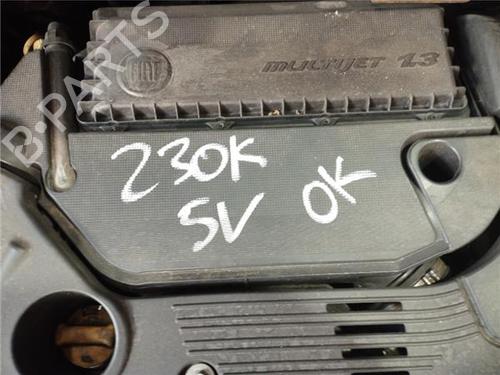 B-PARTS
FIAT
MULTIJET 1.3
230K
5V OK